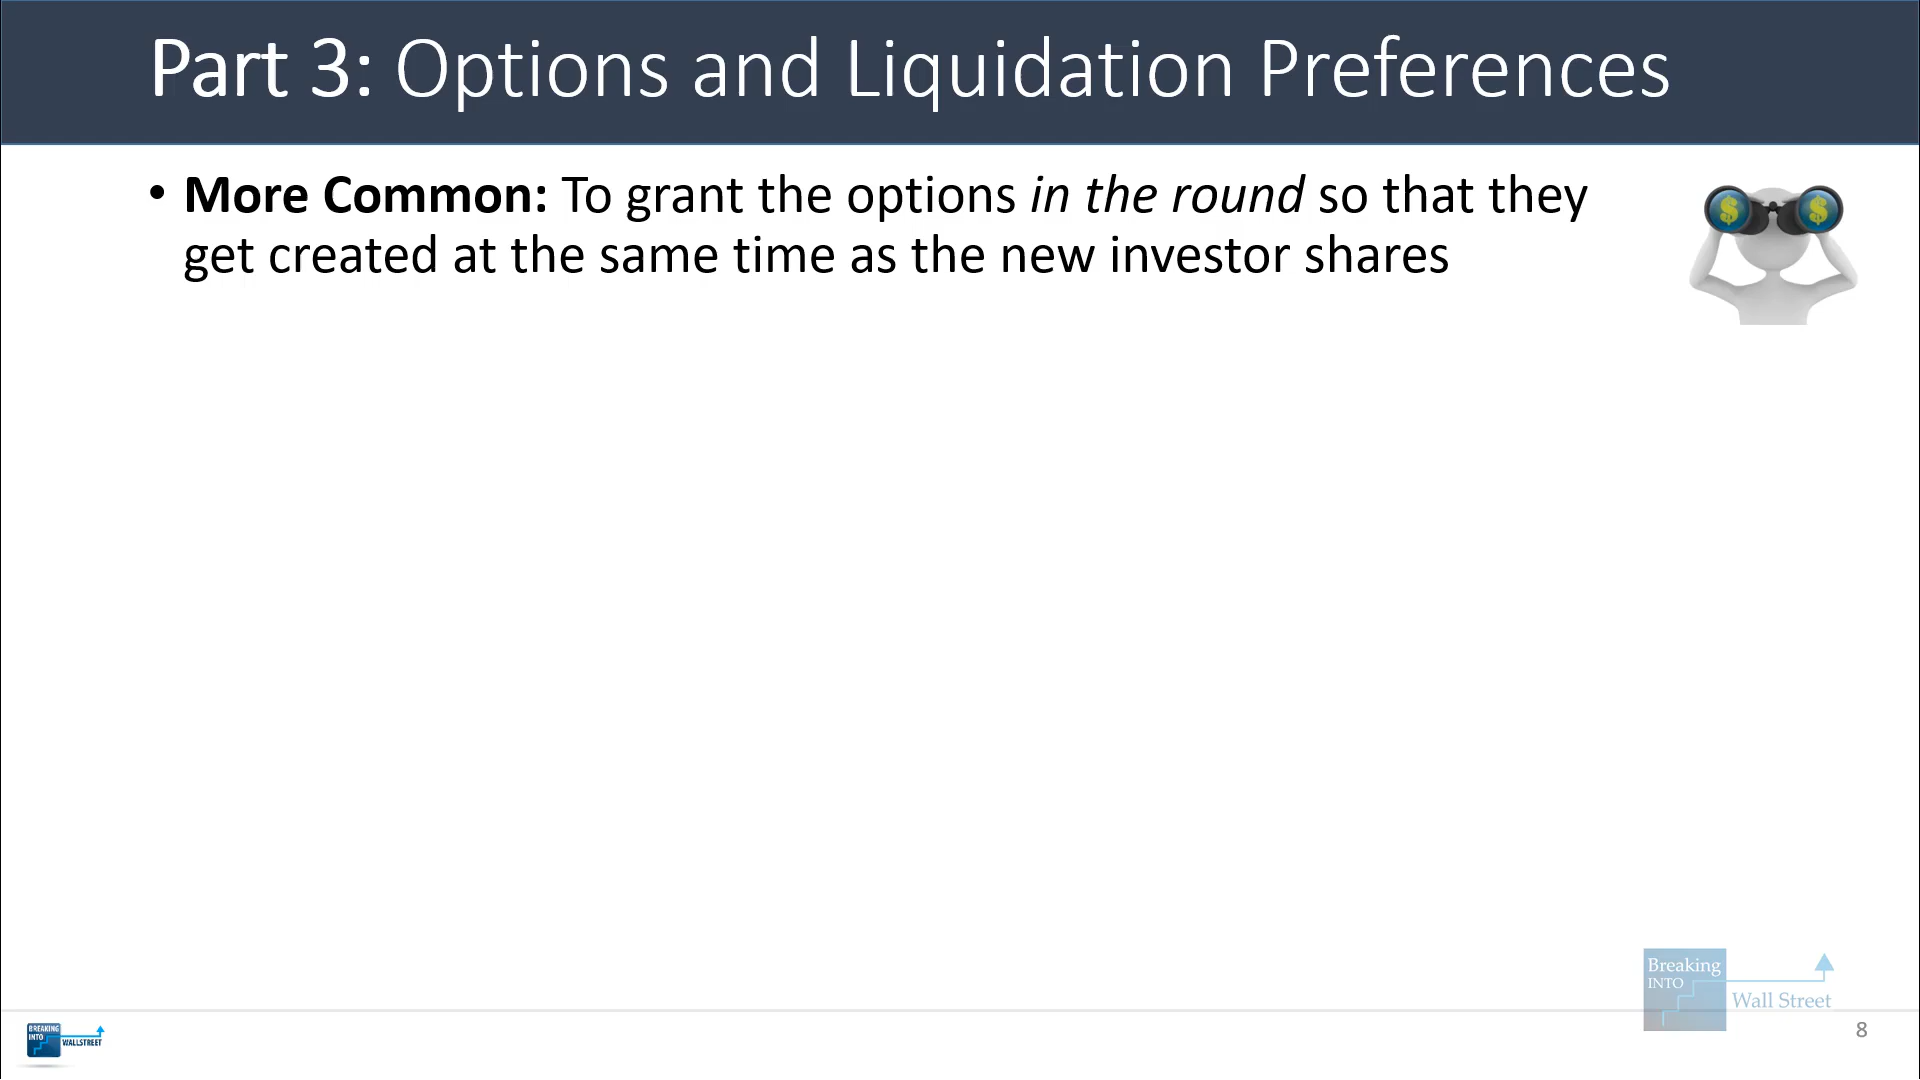 Part 3: Options and Liquidation Preferences
• More Common: To grant the options in the round so that they
get created at the same time as the new investor shares
$ $
Breaking
INTO
Wall Street
BREAKING
INTO
WALLSTREET
8